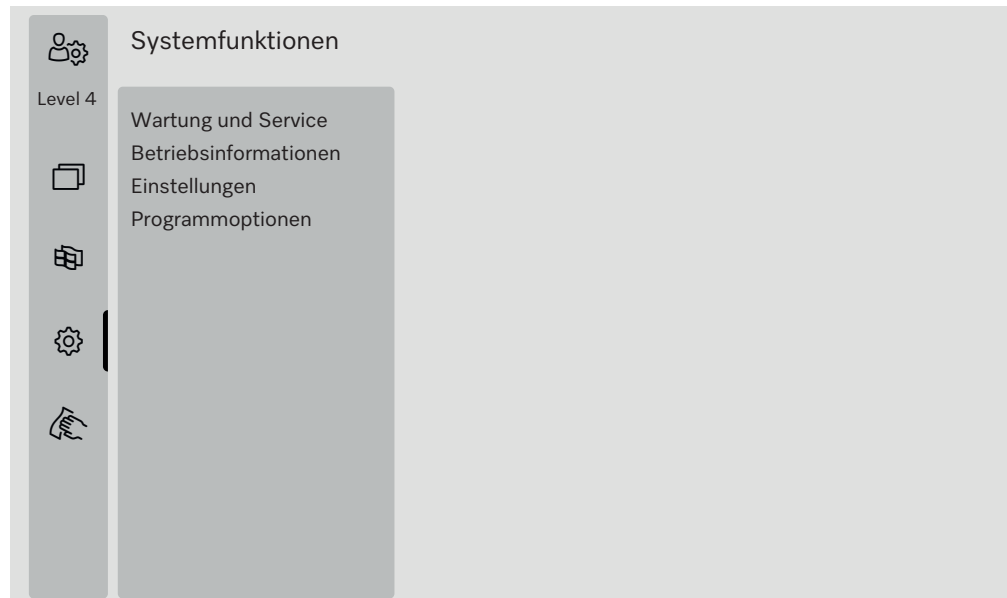 Systemfunktionen
Level 4
Wartung und Service
Betriebsinformationen
Einstellungen
Programmoptionen